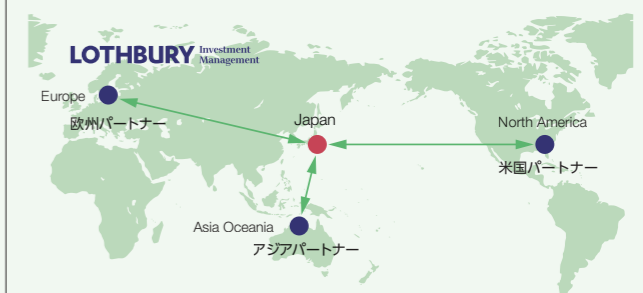 LOTHBURY Investment
Management
Europe
欧州パートナー
Japan
North America
米国パートナー
Asia Oceania
アジアパートナー